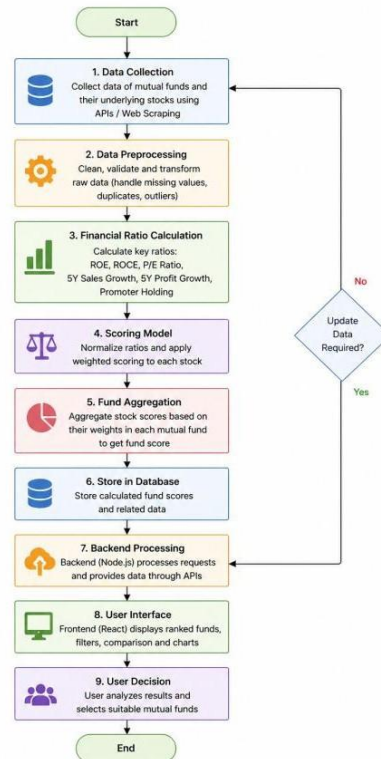 Start
1. Data Collection
Collect data of mutual funds and
their underlying stocks using
APIs / Web Scraping
2. Data Preprocessing
Clean, validate and transform
raw data (handle missing values,
duplicates, outliers)
3. Financial Ratio Calculation
Calculate key ratios:
ROE, ROCE, P/E Ratio,
5Y Sales Growth, 5Y Profit Growth,
Promoter Holding
No
Update
Data
Required?
Yes
4. Scoring Model
Normalize ratios and apply
weighted scoring to each stock
5. Fund Aggregation
Aggregate stock scores based on
their weights in each mutual fund
to get fund score
6. Store in Database
Store calculated fund scores
and related data
7. Backend Processing
Backend (Node.js) processes requests
and provides data through APIs
8. User Interface
Frontend (React) displays ranked funds,
filters, comparison and charts
9. User Decision
User analyzes results and
selects suitable mutual funds
End